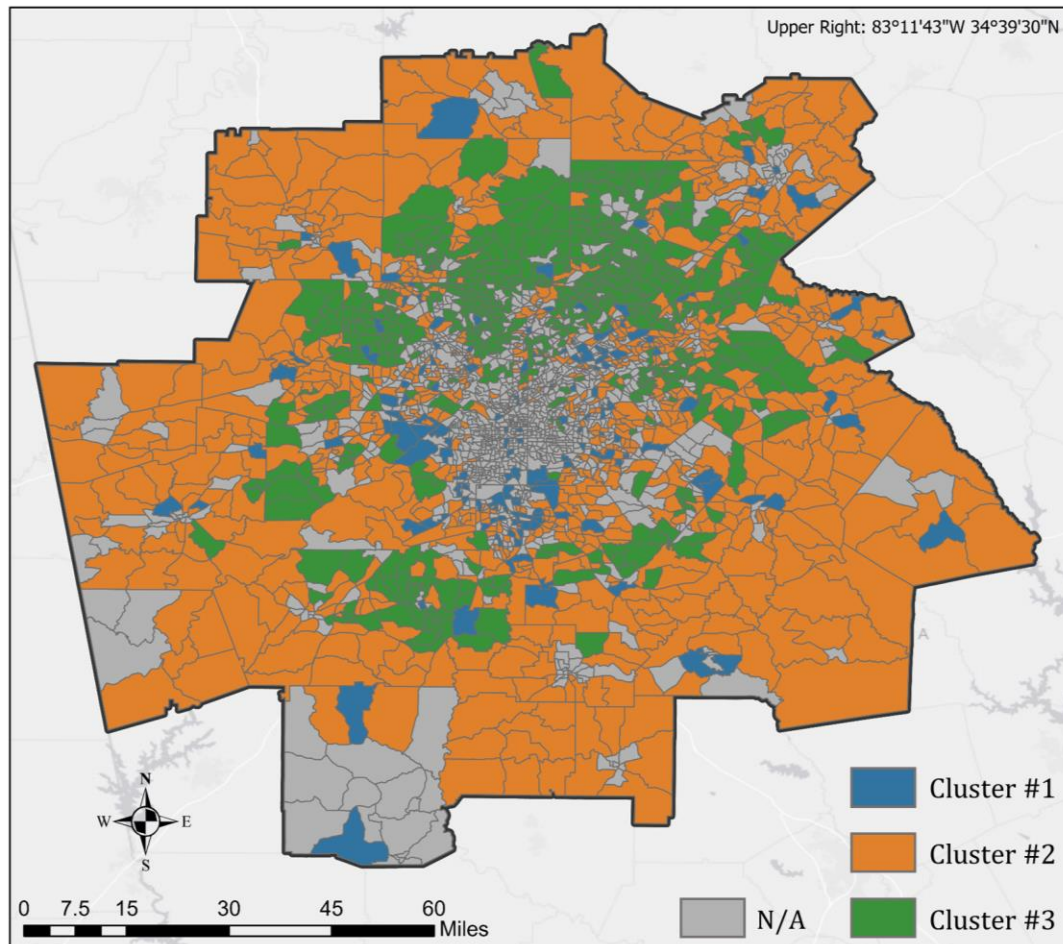 Upper Right: 83°11'43"W 34°39'30"N
A
N
W E
S
Cluster #1
Cluster #2
N/A Cluster #3
0 7.5 15 30 45 60
Miles